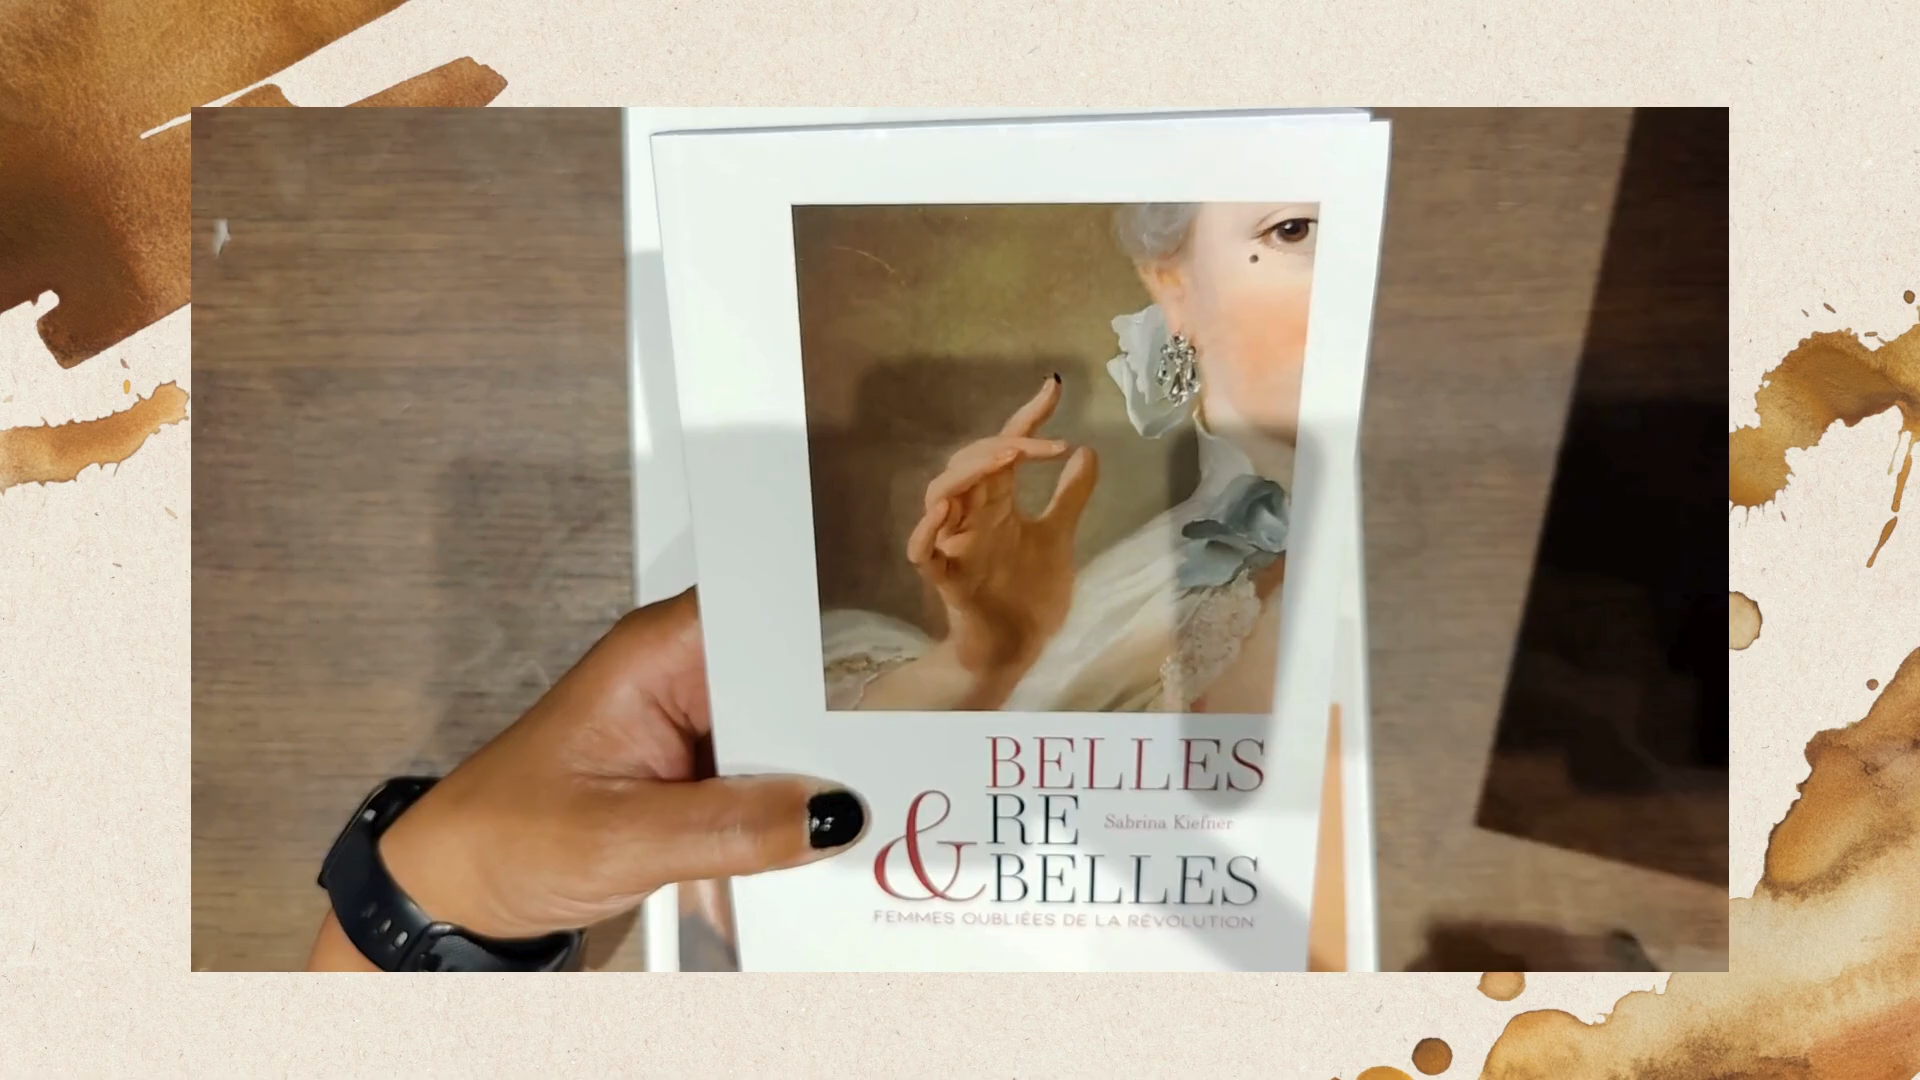 BELLES
& RE
Sabrina Kiefner
BELLES
FEMMES OUBLIÉES DE LA RÉVOLUTION